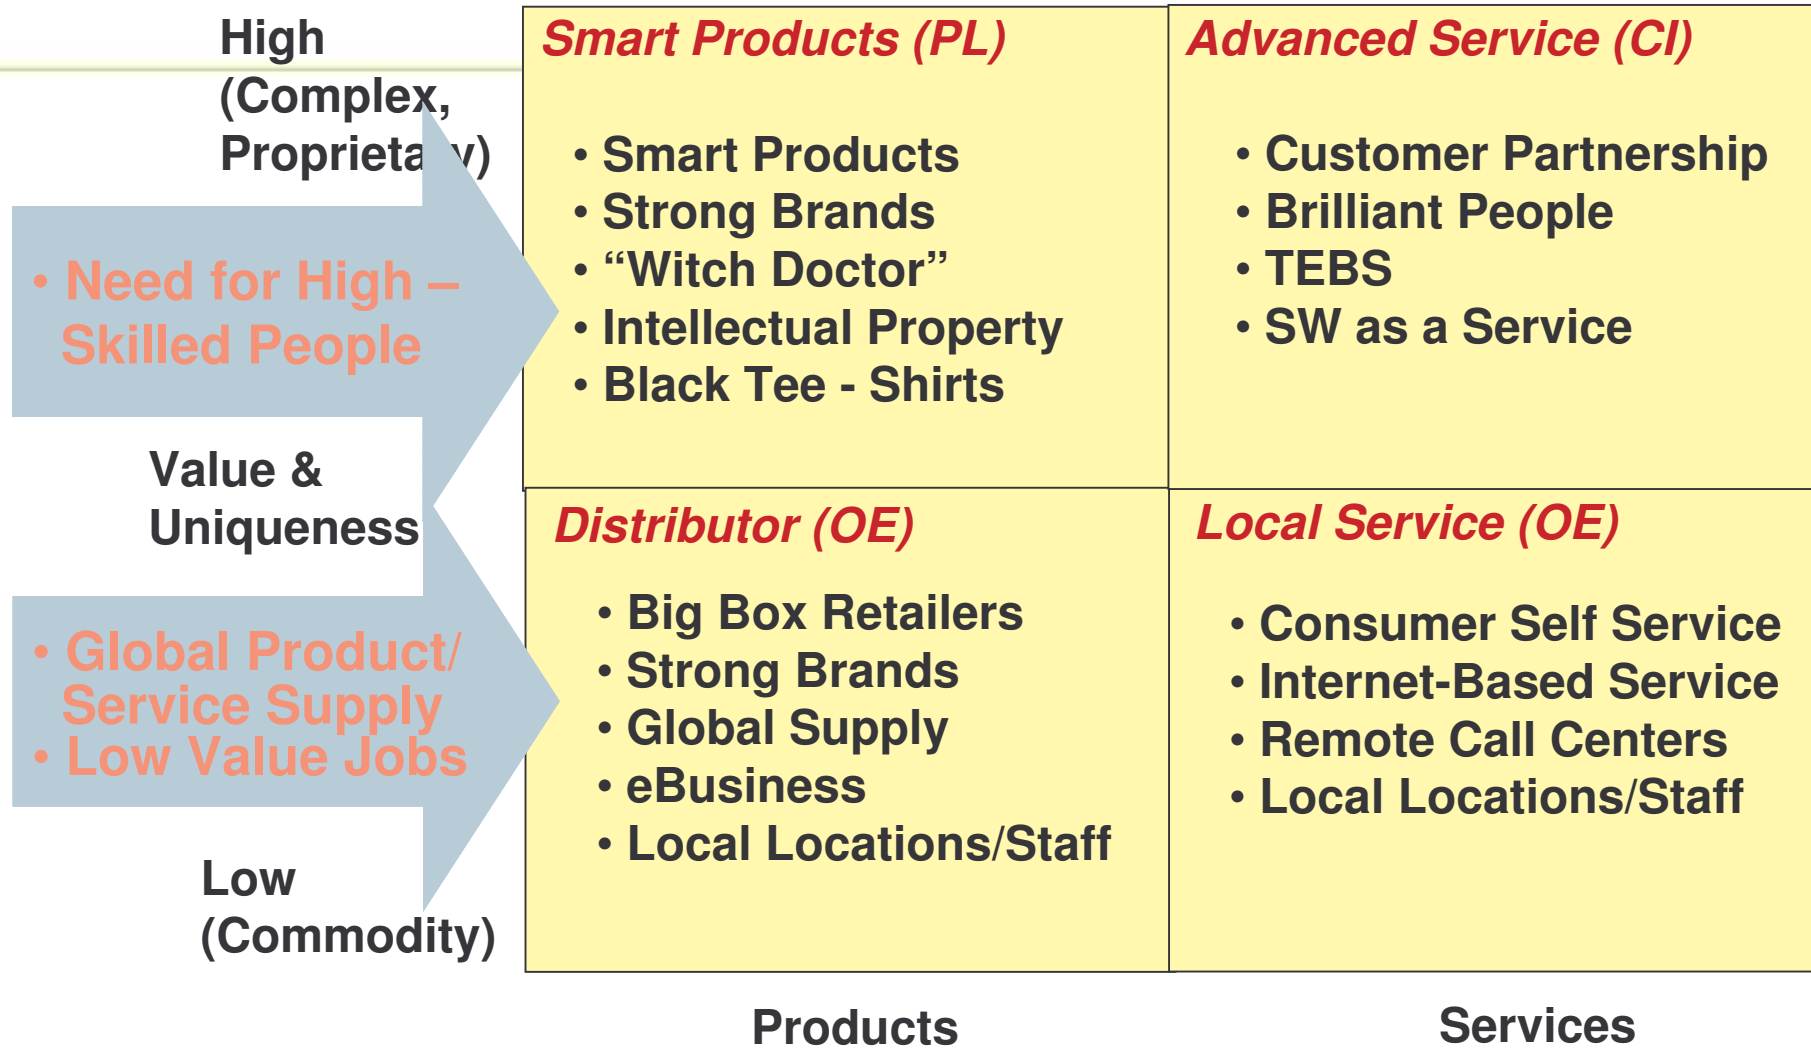 High
(Complex,
Proprietary)
• Need for High –
Skilled People
Value &
Uniqueness
• Global Product/
Service Supply
• Low Value Jobs
Low
(Commodity)
Smart Products (PL)
• Smart Products
• Strong Brands
• “Witch Doctor”
• Intellectual Property
• Black Tee - Shirts
Advanced Service (CI)
• Customer Partnership
• Brilliant People
• TEBS
• SW as a Service
Distributor (OE)
• Big Box Retailers
• Strong Brands
• Global Supply
• eBusiness
• Local Locations/Staff
Local Service (OE)
• Consumer Self Service
• Internet-Based Service
• Remote Call Centers
• Local Locations/Staff
Products
Services